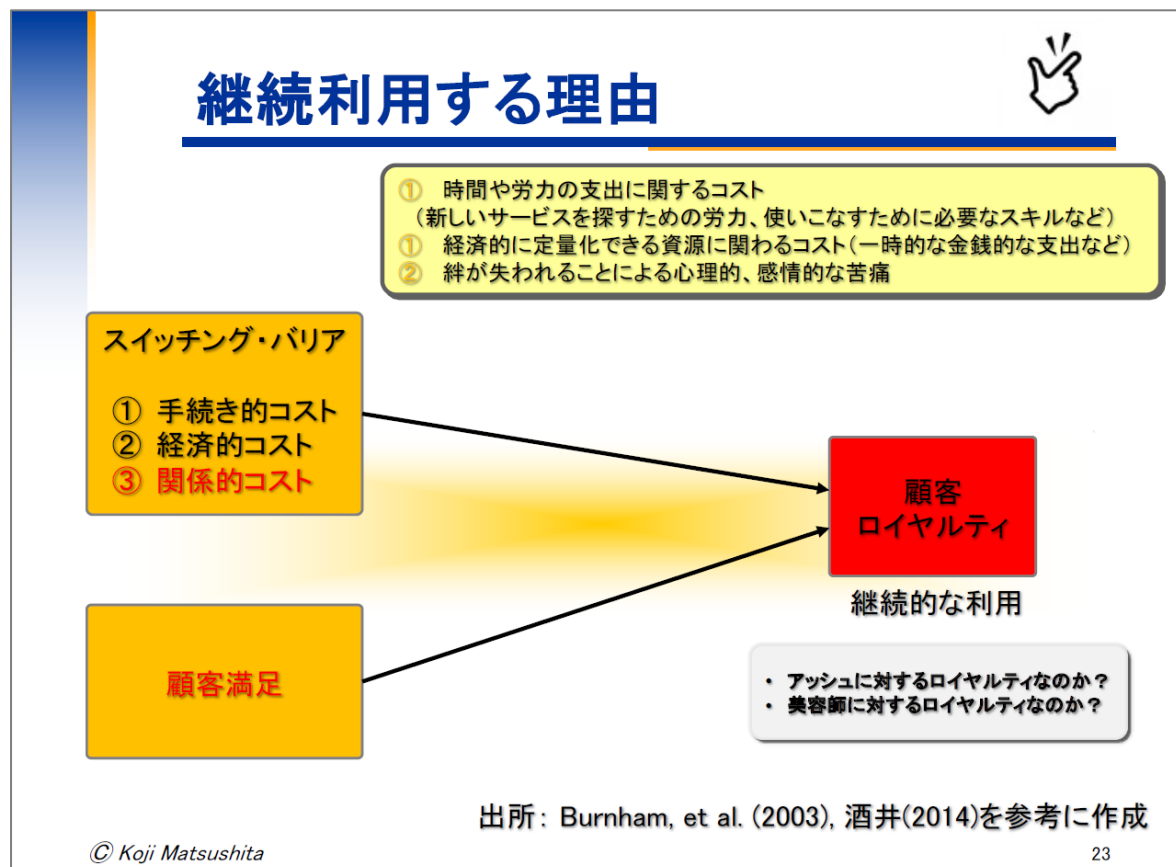 継続利用する理由
① 時間や労力の支出に関するコスト
（新しいサービスを探すための労力、使いこなすために必要なスキルなど）
① 経済的に定量化できる資源に関わるコスト（一時的な金銭的な支出など）
② 絆が失われることによる心理的、感情的な苦痛
スイッチング・バリア
① 手続き的コスト
② 経済的コスト
③ 関係的コスト
顧客
ロイヤルティ
継続的な利用
顧客満足
・ アッシュに対するロイヤルティなのか？
・ 美容師に対するロイヤルティなのか？
出所： Burnham, et al. (2003), 酒井(2014)を参考に作成
Ⓒ Koji Matsushita
23